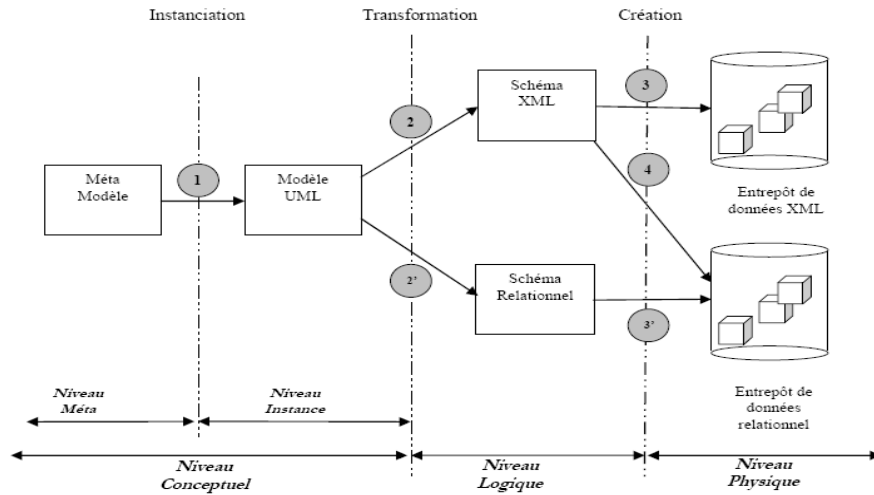 Instanciation
Transformation
Création
Schéma
XML
3
2
Méta
Modèle
1
Modèle
UML
4
Entrepôt de
données XML
2’
Schéma
Relationnel
3’
Niveau
Méta
Niveau
Instance
Entrepôt de
données
relationnel
Niveau
Conceptuel
Niveau
Logique
Niveau
Physique